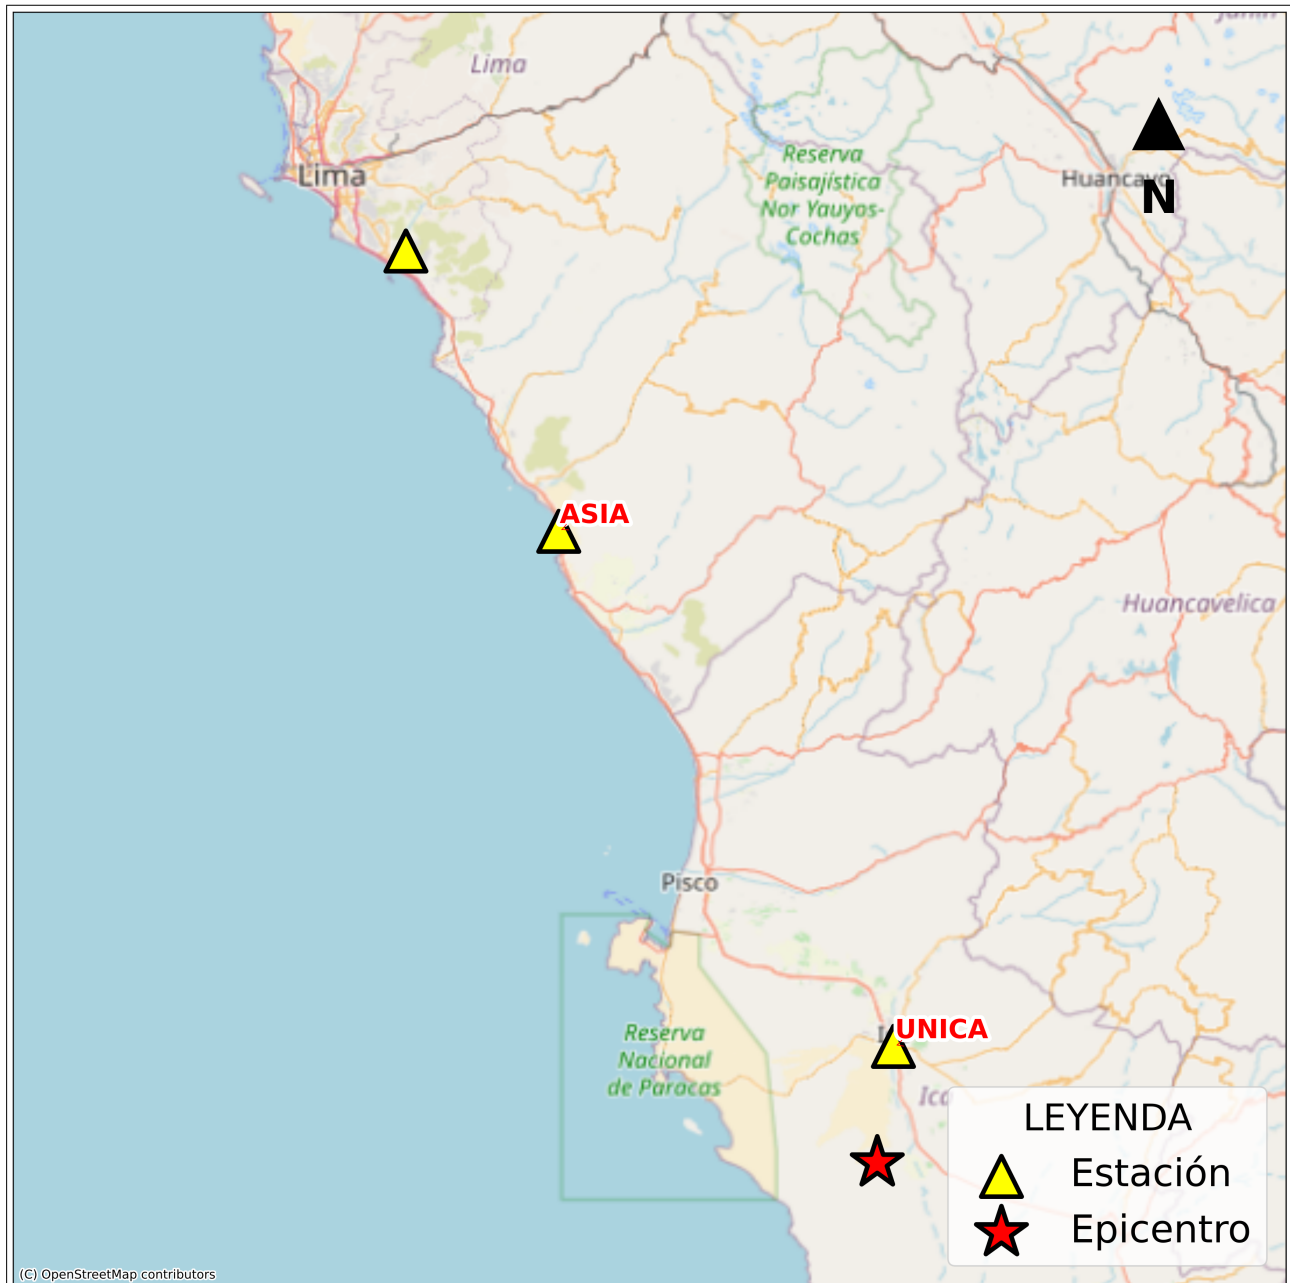 Junín
Lima
Reserva
Paisajística
Nor Yauyos-
Cochas
Huancayo
N
Lima
ASIA
Huancavelica
Pisco
Reserva
Nacional
de Paracas
UNICA
Ica
LEYENDA
Estación
Epicentro
(C) OpenStreetMap contributors